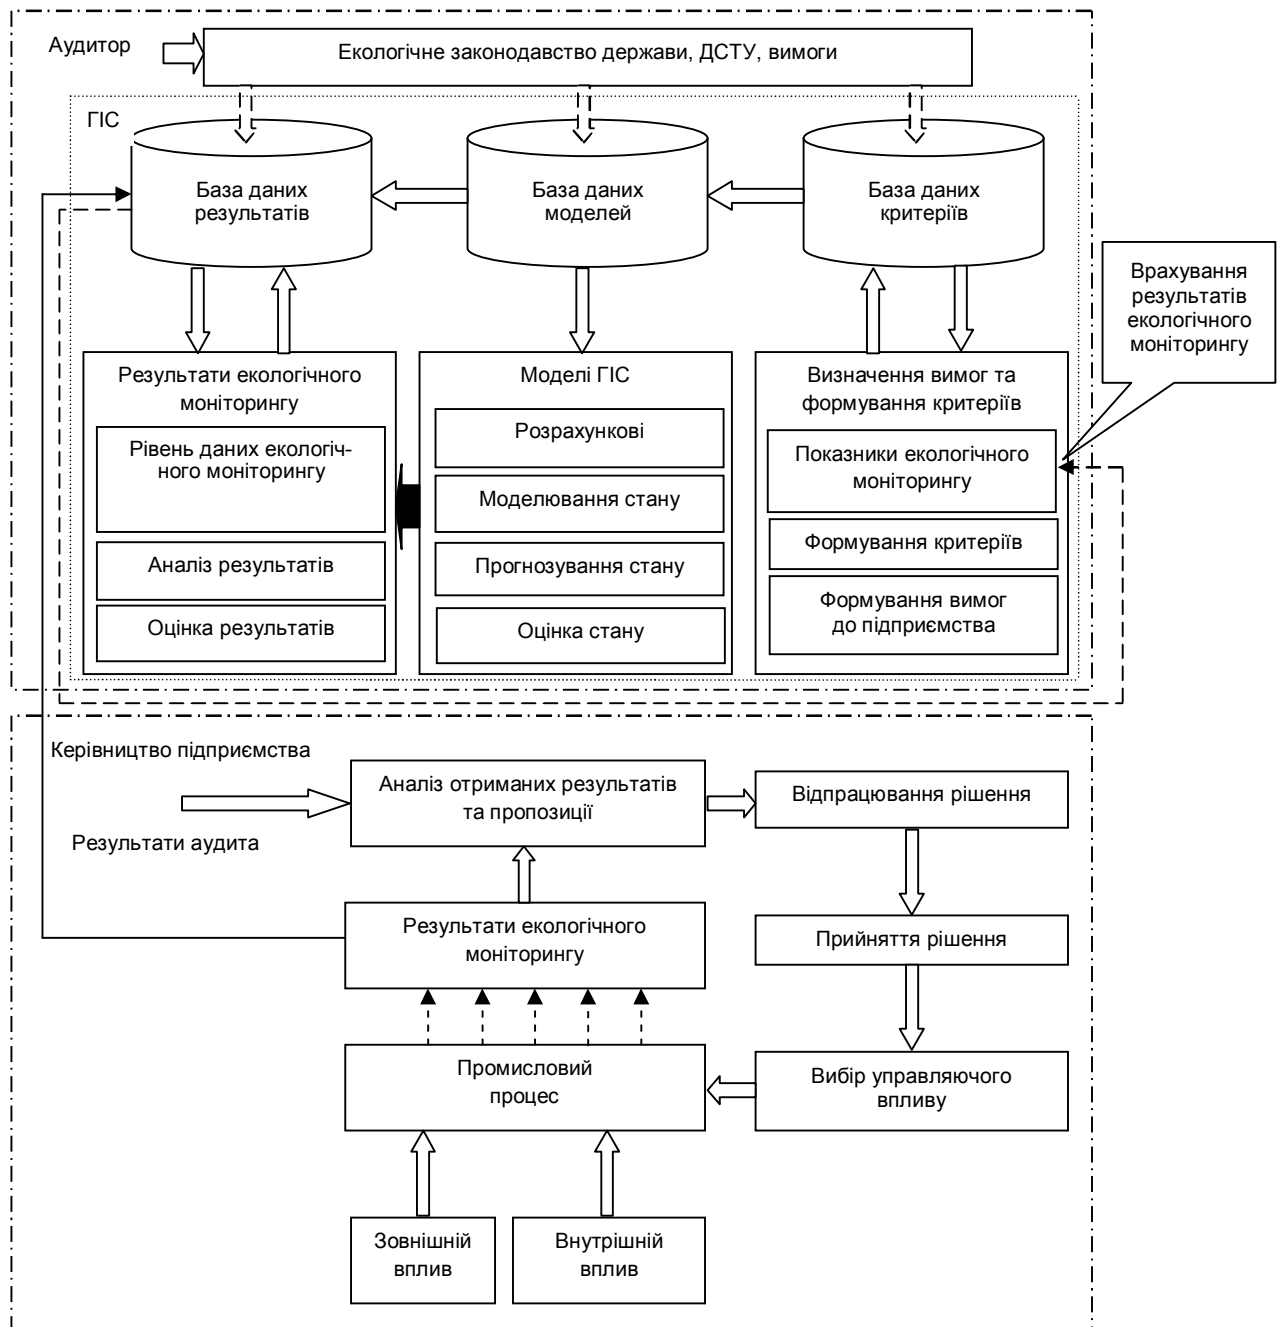 Аудитор
Екологічне законодавство держави, ДСТУ, вимоги
ГІС
База даних
результатів
База даних
моделей
База даних
критеріїв
Врахування
результатів
екологічного
моніторингу
Результати екологічного
моніторингу
Рівень даних екологіч-
ного моніторингу
Аналіз результатів
Оцінка результатів
Моделі ГІС
Розрахункові
Моделювання стану
Прогнозування стану
Оцінка стану
Визначення вимог та
формування критеріїв
Показники екологічного
моніторингу
Формування критеріїв
Формування вимог
до підприємства
Керівництво підприємства
Результати аудита
Аналіз отриманих результатів
та пропозиції
Відпрацювання рішення
Результати екологічного
моніторингу
Прийняття рішення
Промисловий
процес
Вибір управляючого
впливу
Зовнішній
вплив
Внутрішній
вплив